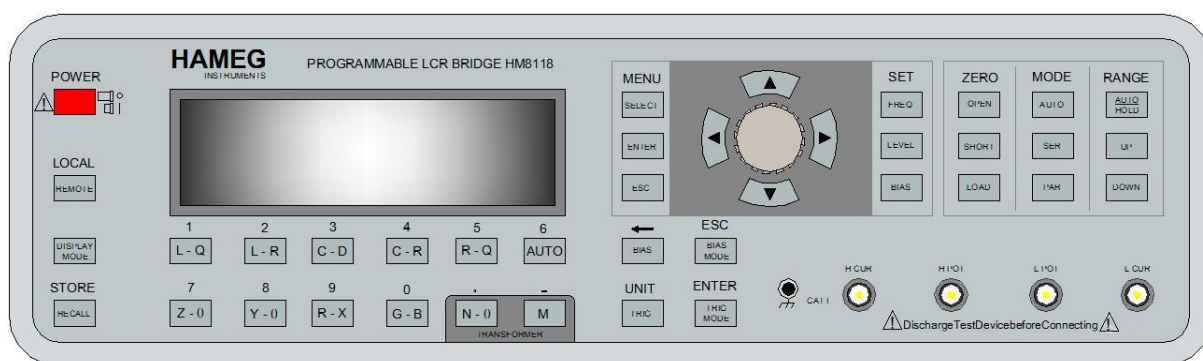 HAMEG
INSTRUMENTS
PROGRAMMABLE LCR BRIDGE HM8118
POWER
LOCAL
REMOTE
DISPLAY
MODE
STORE
RECALL
1 2 3 4 5 6
L - Q L - R C - D C - R R - Q AUTO
7 8 9 0 . -
Z - 0 Y - 0 R - X G - B N - 0 M
TRANSFORMER
MENU
SELECT
ENTER
ESC
SET
FREQ
LEVEL
BIAS
ZERO
OPEN
SHORT
LOAD
MODE
AUTO
SER
PAR
RANGE
AUTO
HOLD
UP
DOWN
BIAS
ESC
BIAS
MODE
UNIT
TRIG
ENTER
TRIG
MODE
H CUR H POT L POT L CUR
DischargeTestDevicebeforeConnecting